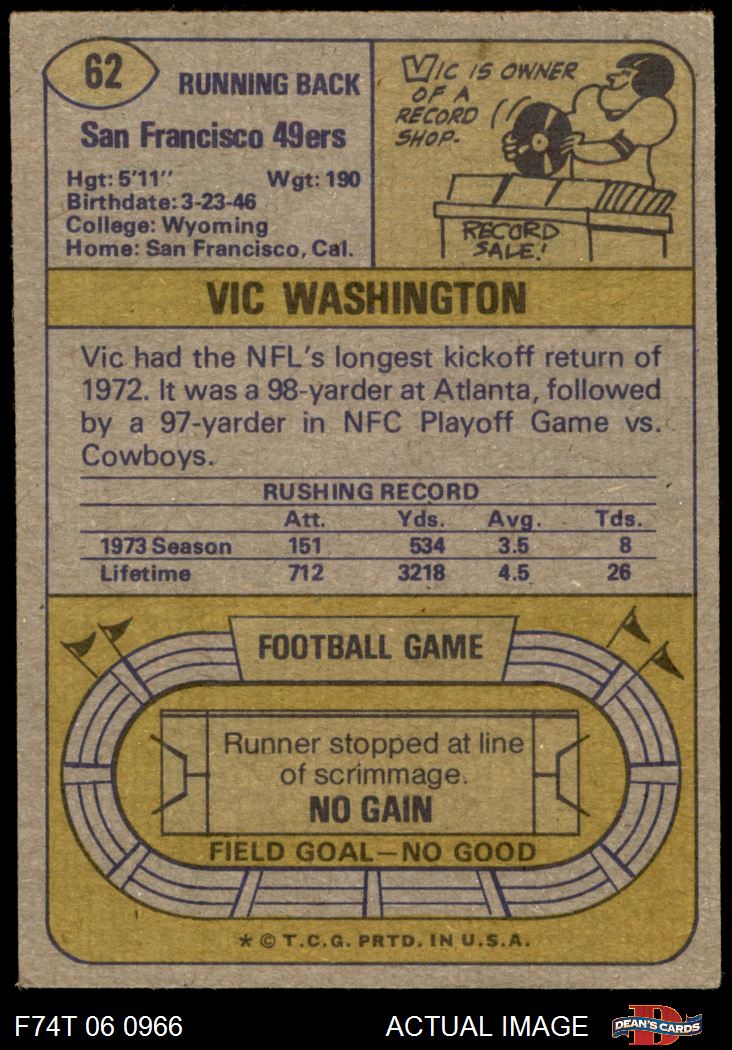 62
RUNNING BACK
San Francisco 49ers
Hgt: 5'11" Wgt: 190
Birthdate: 3-23-46
College: Wyoming
Home: San Francisco, Cal.
VIC IS OWNER
OF A
RECORD
SHOP.
RECORD
SALE!
VIC WASHINGTON
Vic had the NFL's longest kickoff return of
1972. It was a 98-yarder at Atlanta, followed
by a 97-yarder in NFC Playoff Game vs.
Cowboys.
RUSHING RECORD
Att. Yds. Avg. Tds.
1973 Season 151 534 3.5 8
Lifetime 712 3218 4.5 26
FOOTBALL GAME
Runner stopped at line
of scrimmage.
NO GAIN
FIELD GOAL—NO GOOD
* © T.C.G. PRTD. IN U.S.A.
F74T 06 0966 ACTUAL IMAGE
D
DEAN'S CARDS